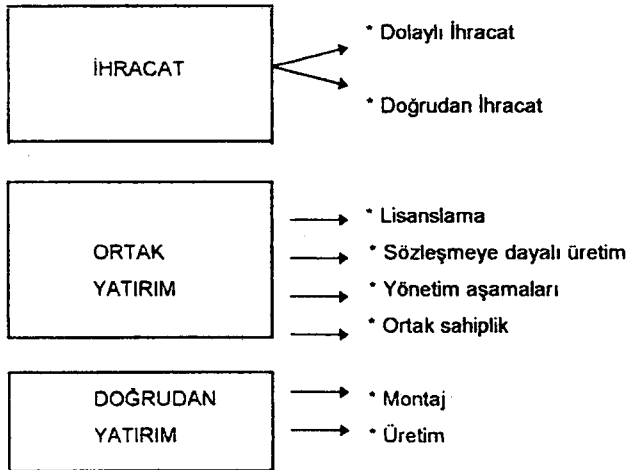 İHRACAT
* Dolaylı İhracat
* Doğrudan İhracat
ORTAK
YATIRIM
* Lisanslama
* Sözleşmeye dayalı üretim
* Yönetim aşamaları
* Ortak sahiplik
DOĞRUDAN
YATIRIM
* Montaj
* Üretim